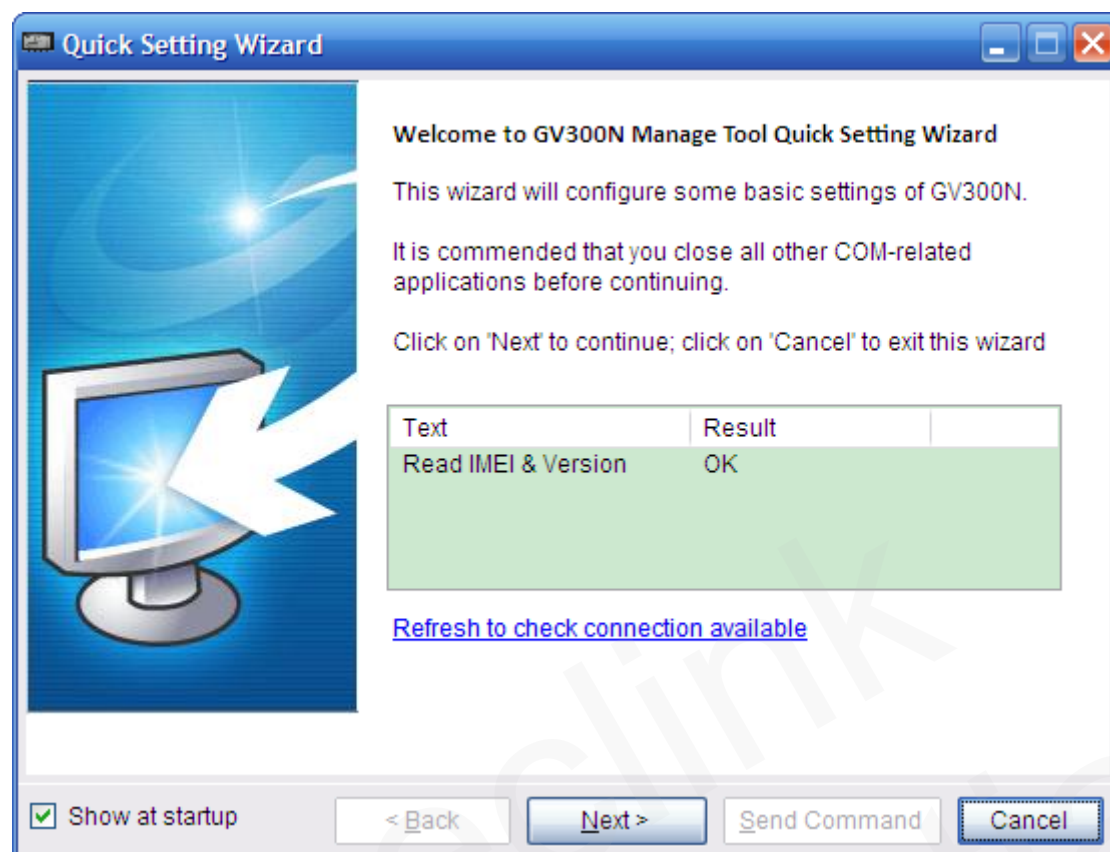 Quick Setting Wizard
Welcome to GV300N Manage Tool Quick Setting Wizard
This wizard will configure some basic settings of GV300N.
It is commended that you close all other COM-related
applications before continuing.
Click on 'Next' to continue; click on 'Cancel' to exit this wizard
Text Result
Read IMEI & Version OK
Refresh to check connection available
Show at startup < Back Next > Send Command Cancel